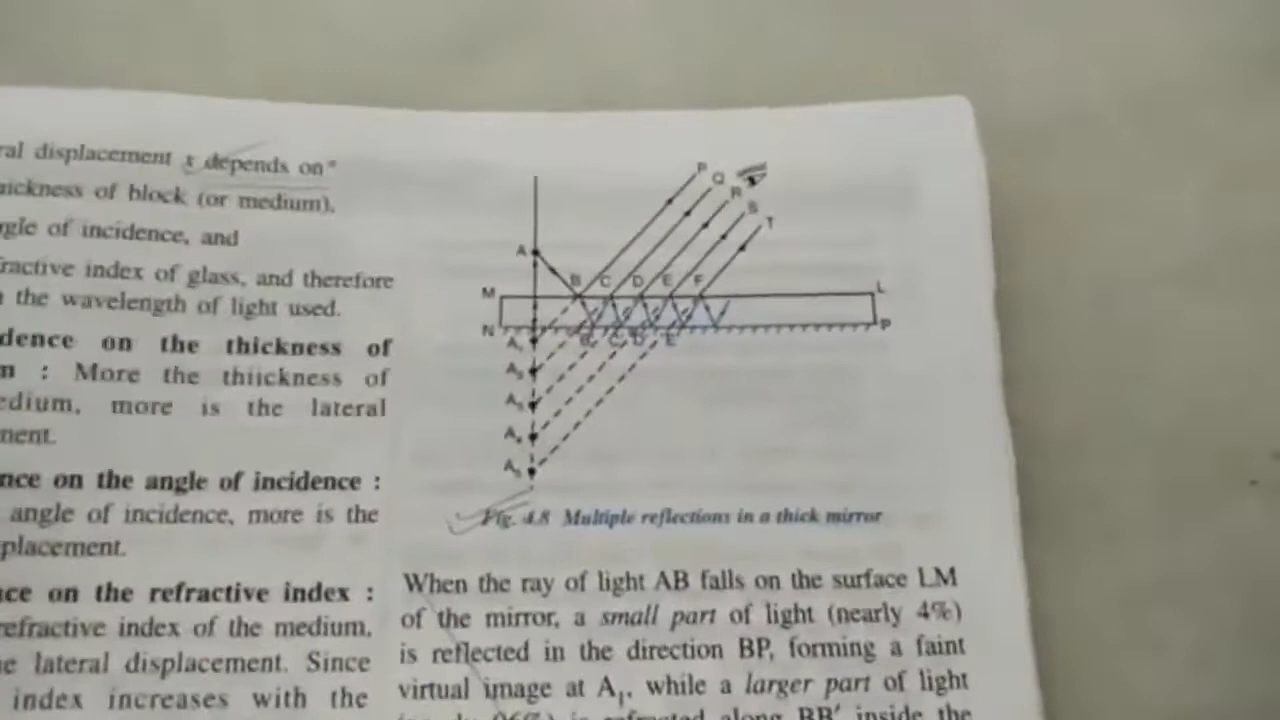 ral displacement x depends on"
hickness of block (or medium),
ngle of incidence, and
fractive index of glass, and therefore
the wavelength of light used.
dence on the thickness of
m : More the thiickness of
edium, more is the lateral
ment.
nce on the angle of incidence :
angle of incidence, more is the
placement.
nce on the refractive index :
refractive index of the medium,
e lateral displacement. Since
index increases with the
P
Q
R
S
T
A
B C D E F
M
L
N
P
A₁
B' C' D' E'
A₂
A₃
A₄
A₅
Fig. 4.8 Multiple reflections in a thick mirror
When the ray of light AB falls on the surface LM
of the mirror, a small part of light (nearly 4%)
is reflected in the direction BP, forming a faint
virtual image at A₁, while a larger part of light
96%) is refracted along BB' inside the